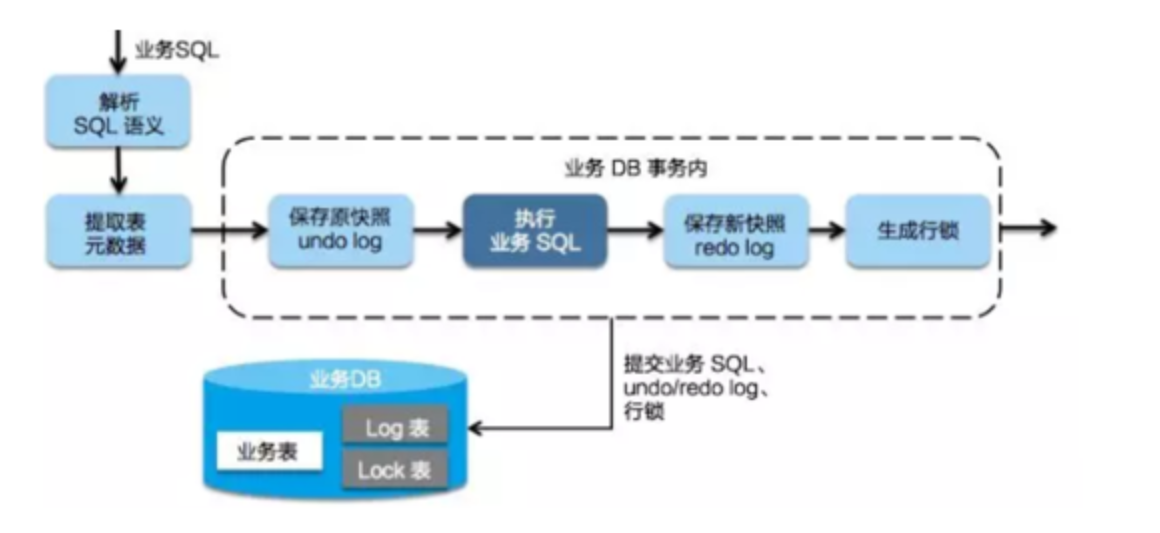 业务SQL
解析
SQL 语义
业务 DB 事务内
提取表
元数据
保存原快照
undo log
执行
业务 SQL
保存新快照
redo log
生成行锁
提交业务 SQL、
undo/redo log、
行锁
业务DB
Log 表
业务表
Lock 表